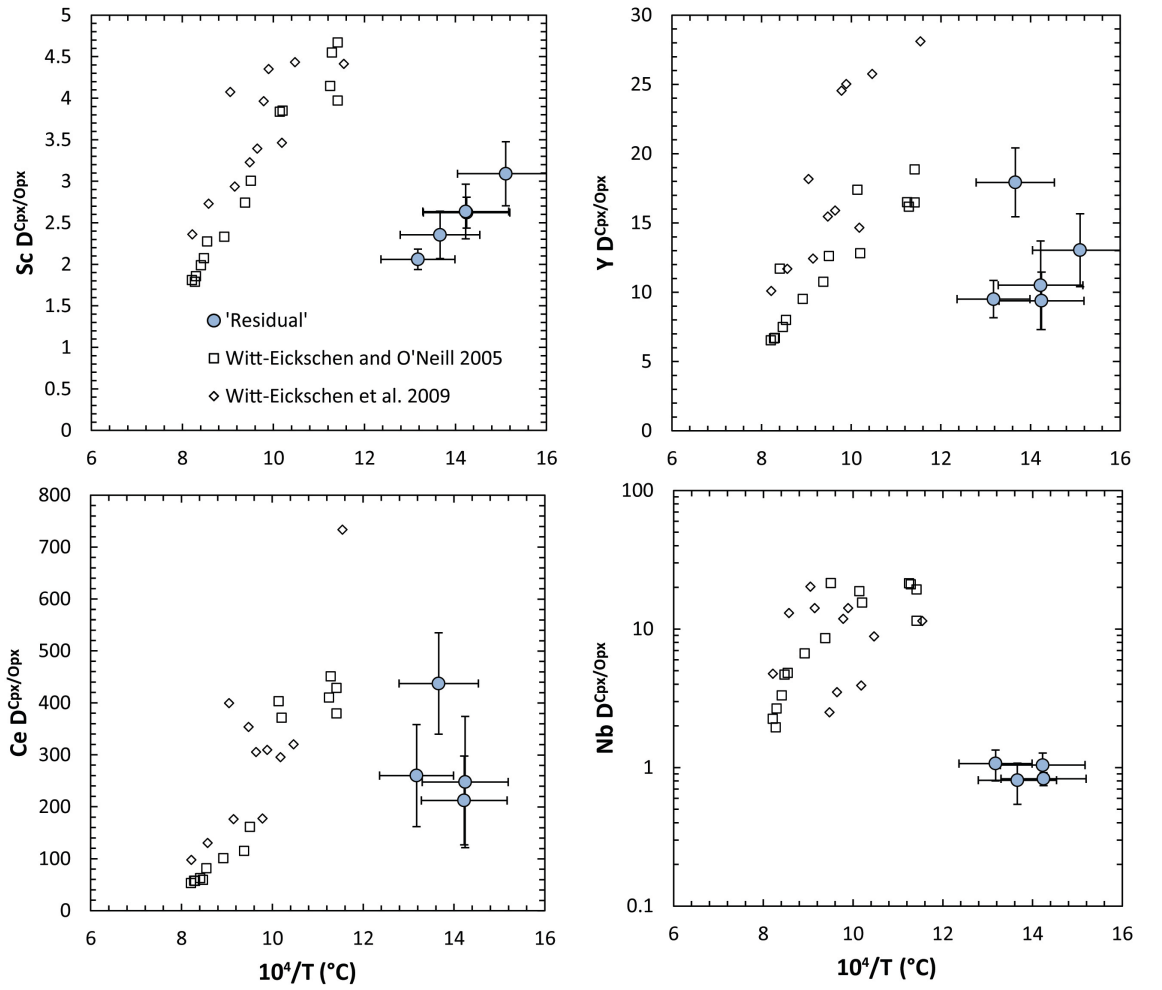 5
4.5
4
3.5
3
2.5
2
1.5
1
0.5
0
Sc D^Cpx/Opx
'Residual'
Witt-Eickschen and O'Neill 2005
Witt-Eickschen et al. 2009
6 8 10 12 14 16
30
25
20
15
10
5
0
Y D^Cpx/Opx
6 8 10 12 14 16
800
700
600
500
400
300
200
100
0
Ce D^Cpx/Opx
6 8 10 12 14 16
10⁴/T (°C)
100
10
1
0.1
Nb D^Cpx/Opx
6 8 10 12 14 16
10⁴/T (°C)